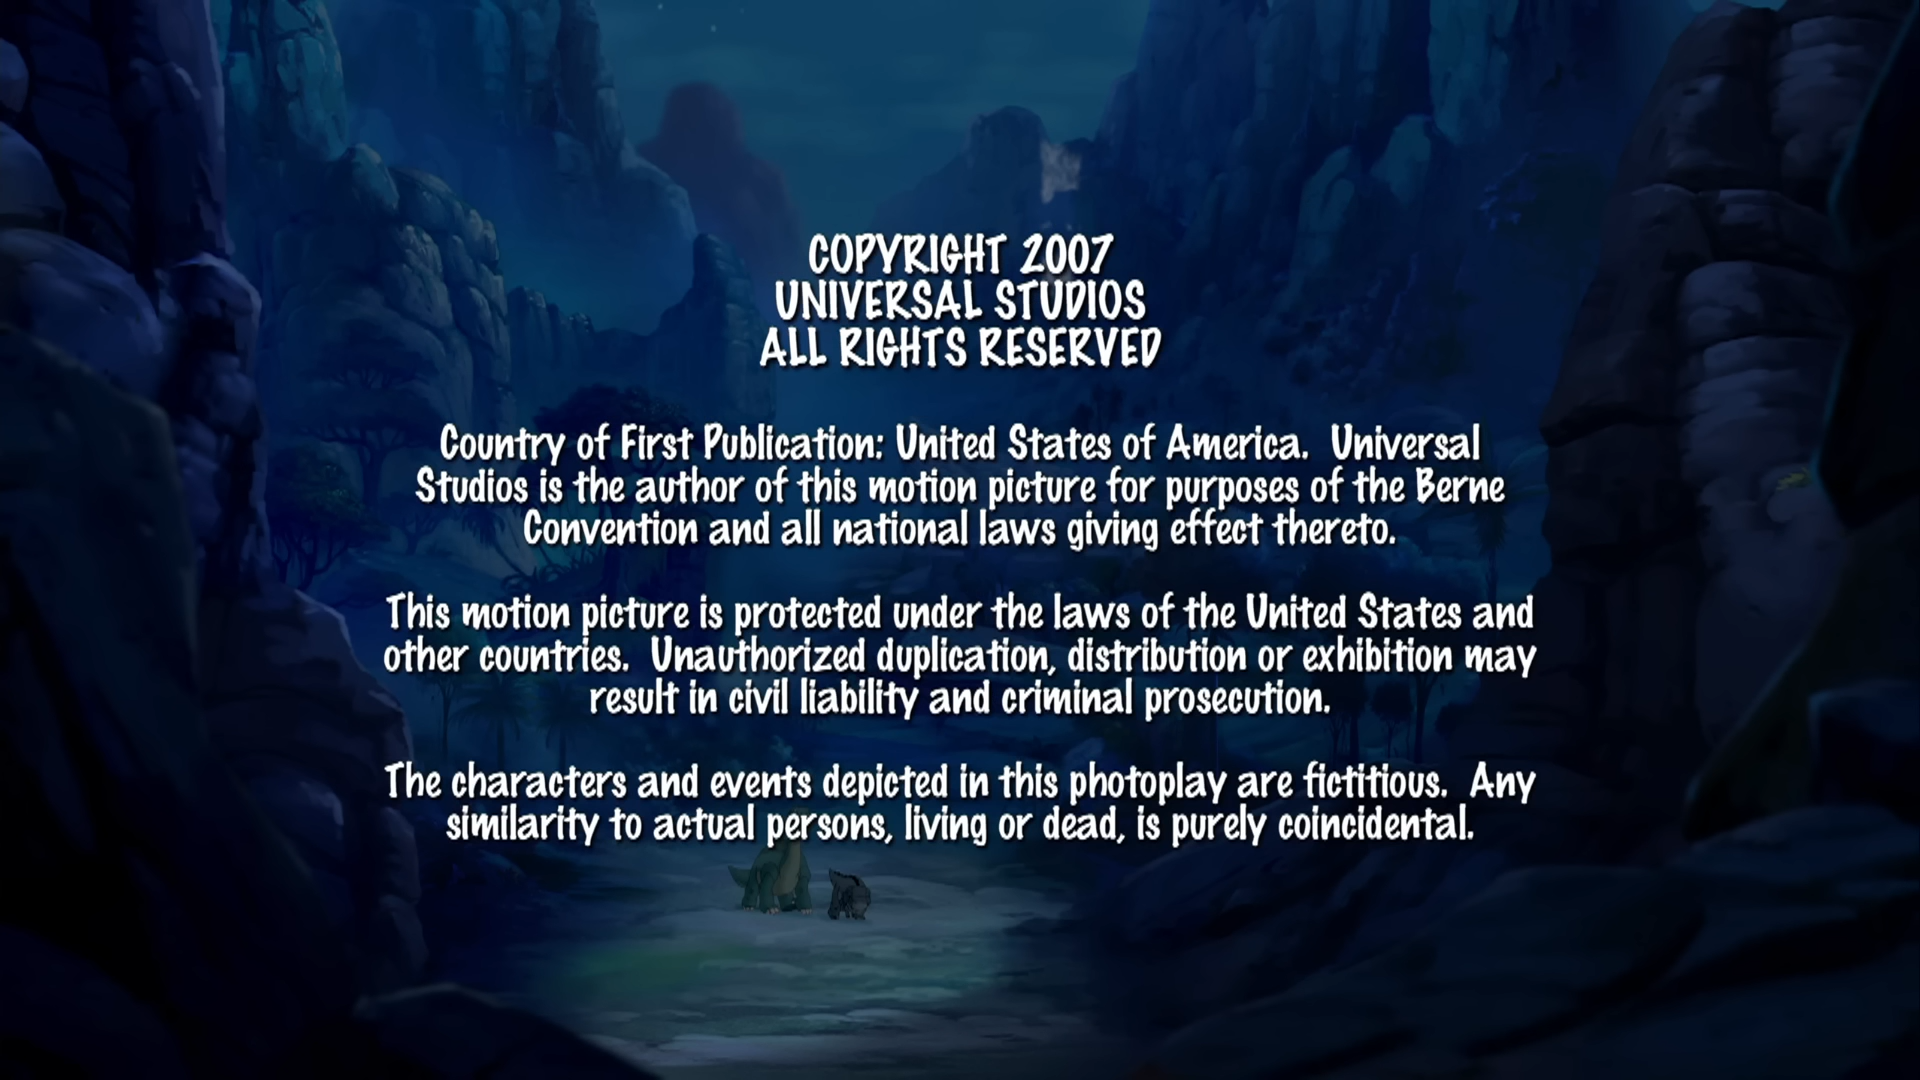 COPYRIGHT 2007
UNIVERSAL STUDIOS
ALL RIGHTS RESERVED
Country of First Publication: United States of America.  Universal
Studios is the author of this motion picture for purposes of the Berne
Convention and all national laws giving effect thereto.
This motion picture is protected under the laws of the United States and
other countries.  Unauthorized duplication, distribution or exhibition may
result in civil liability and criminal prosecution.
The characters and events depicted in this photoplay are fictitious.  Any
similarity to actual persons, living or dead, is purely coincidental.